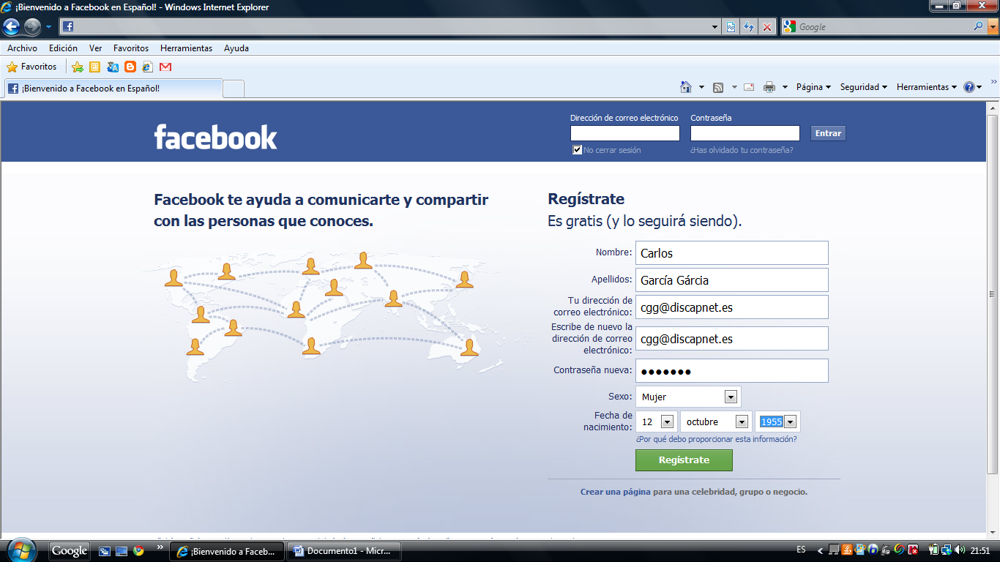 ¡Bienvenido a Facebook en Español! - Windows Internet Explorer
Google
Archivo Edición Ver Favoritos Herramientas Ayuda
Favoritos
¡Bienvenido a Facebook en Español!
Página Seguridad Herramientas
facebook
Dirección de correo electrónico Contraseña
Entrar
No cerrar sesión ¿Has olvidado tu contraseña?
Facebook te ayuda a comunicarte y compartir
con las personas que conoces.
Regístrate
Es gratis (y lo seguirá siendo).
Nombre: Carlos
Apellidos: García Gárcia
Tu dirección de
correo electrónico: cgg@discapnet.es
Escribe de nuevo la
dirección de correo
electrónico: cgg@discapnet.es
Contraseña nueva: ●●●●●●●
Sexo: Mujer
Fecha de
nacimiento: 12 octubre 1955
¿Por qué debo proporcionar esta información?
Regístrate
Crear una página para una celebridad, grupo o negocio.
Google
¡Bienvenido a Faceb...
Documento1 - Micr...
ES
21:51